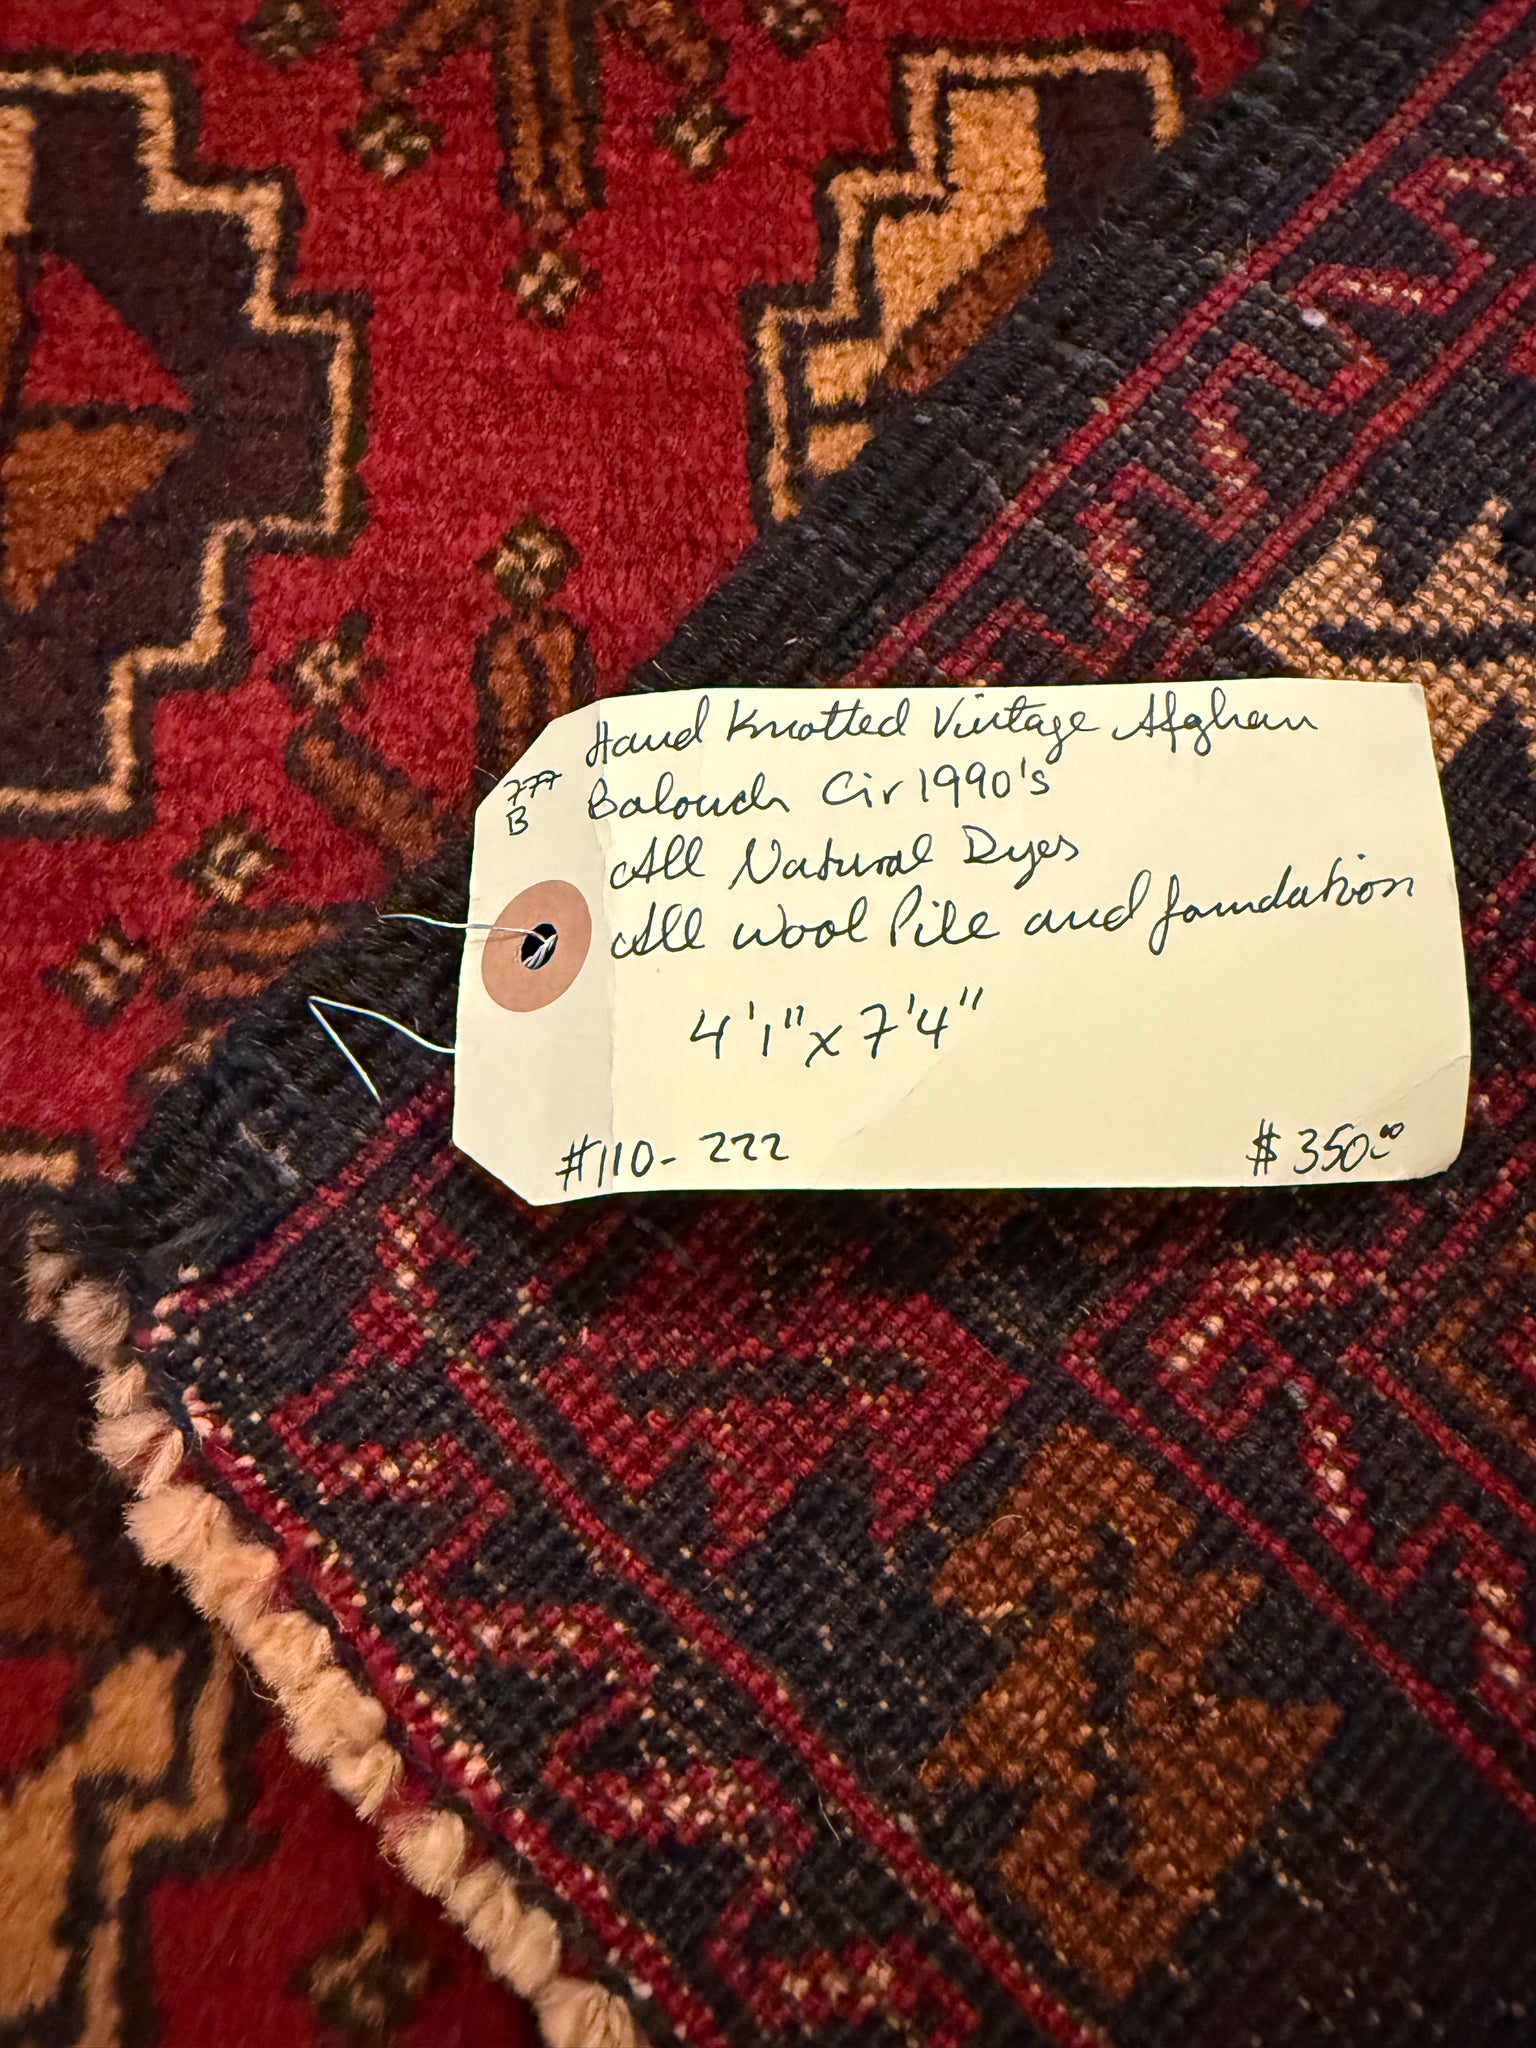 Hand Knotted Vintage Afghan
Balouch Cir 1990's
All Natural Dyes
All Wool Pile and foundation
4'1" x 7'4"
#110-222
$350.00
777
B